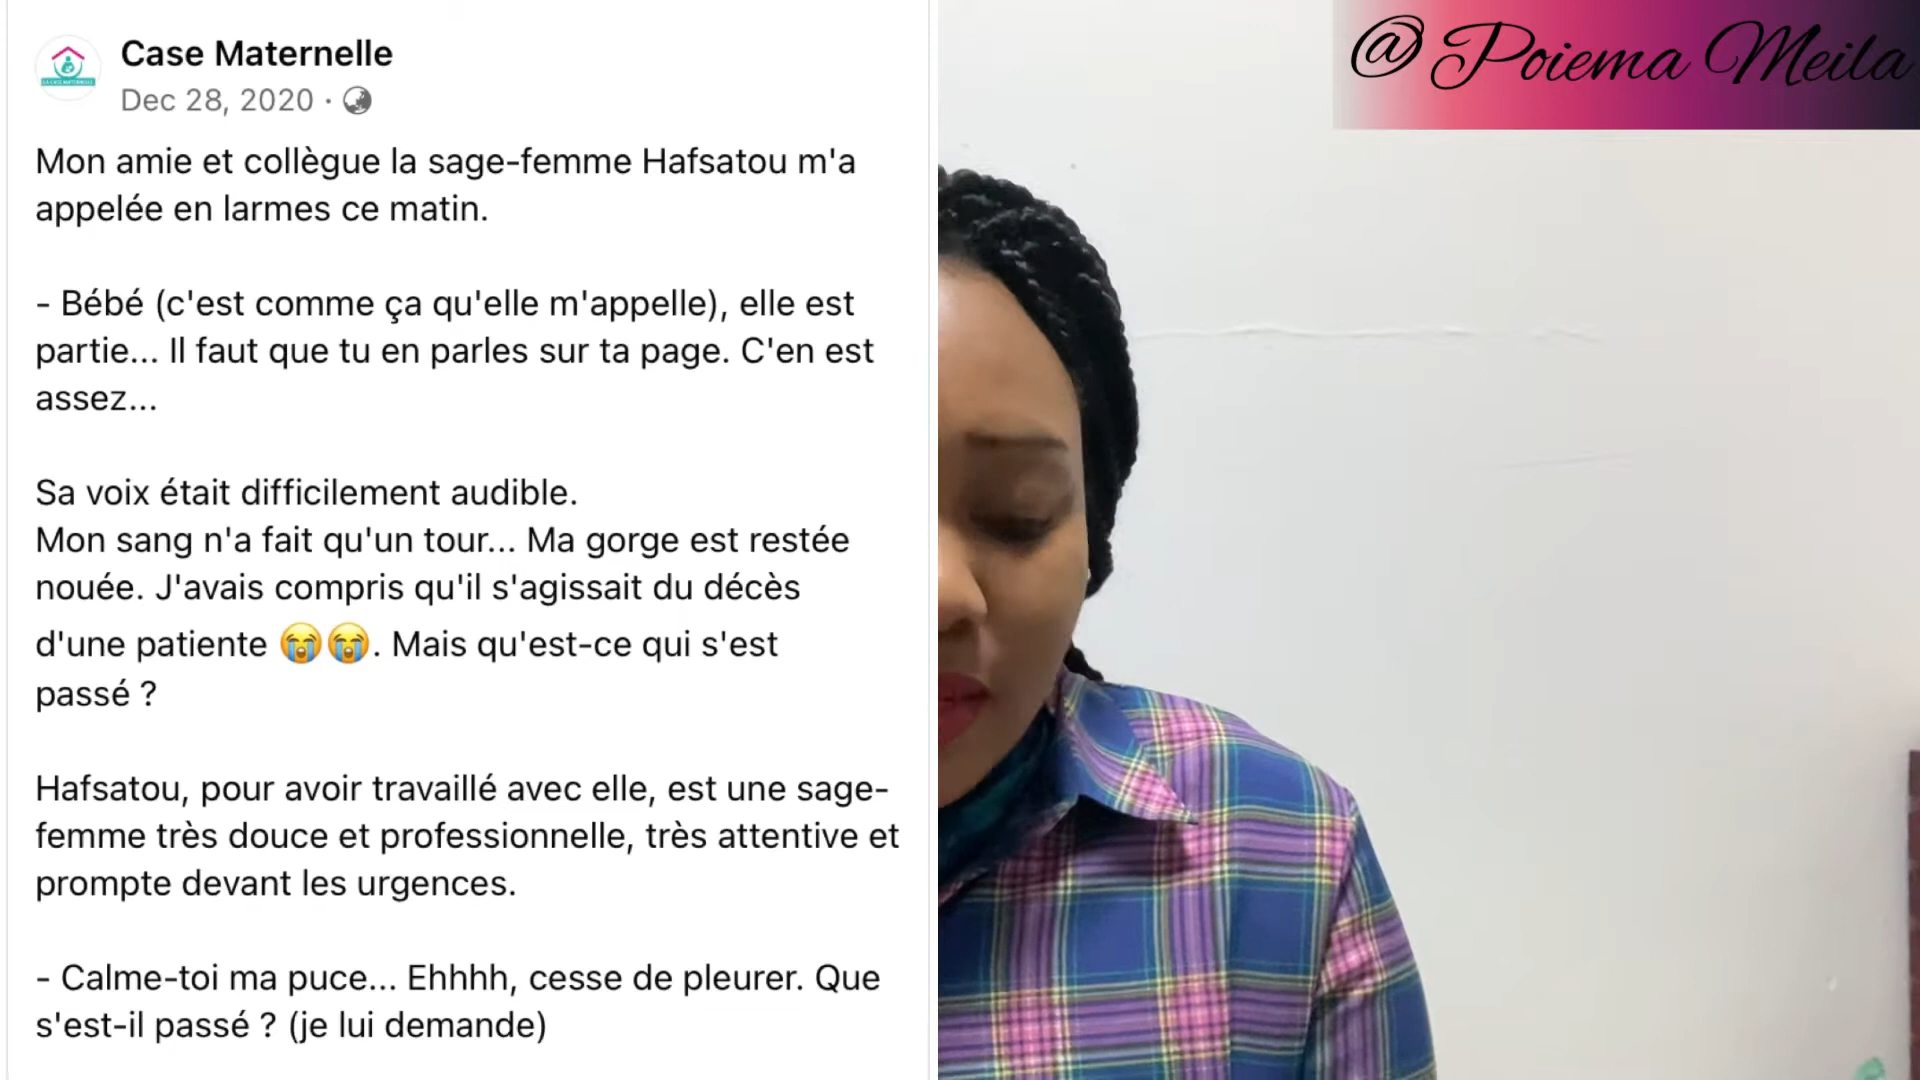 Case Maternelle
Dec 28, 2020 ·
Mon amie et collègue la sage-femme Hafsatou m'a
appelée en larmes ce matin.
- Bébé (c'est comme ça qu'elle m'appelle), elle est
partie... Il faut que tu en parles sur ta page. C'en est
assez...
Sa voix était difficilement audible.
Mon sang n'a fait qu'un tour... Ma gorge est restée
nouée. J'avais compris qu'il s'agissait du décès
d'une patiente 😭😭. Mais qu'est-ce qui s'est
passé ?
Hafsatou, pour avoir travaillé avec elle, est une sage-
femme très douce et professionnelle, très attentive et
prompte devant les urgences.
- Calme-toi ma puce... Ehhhh, cesse de pleurer. Que
s'est-il passé ? (je lui demande)
@ Poiema Meila